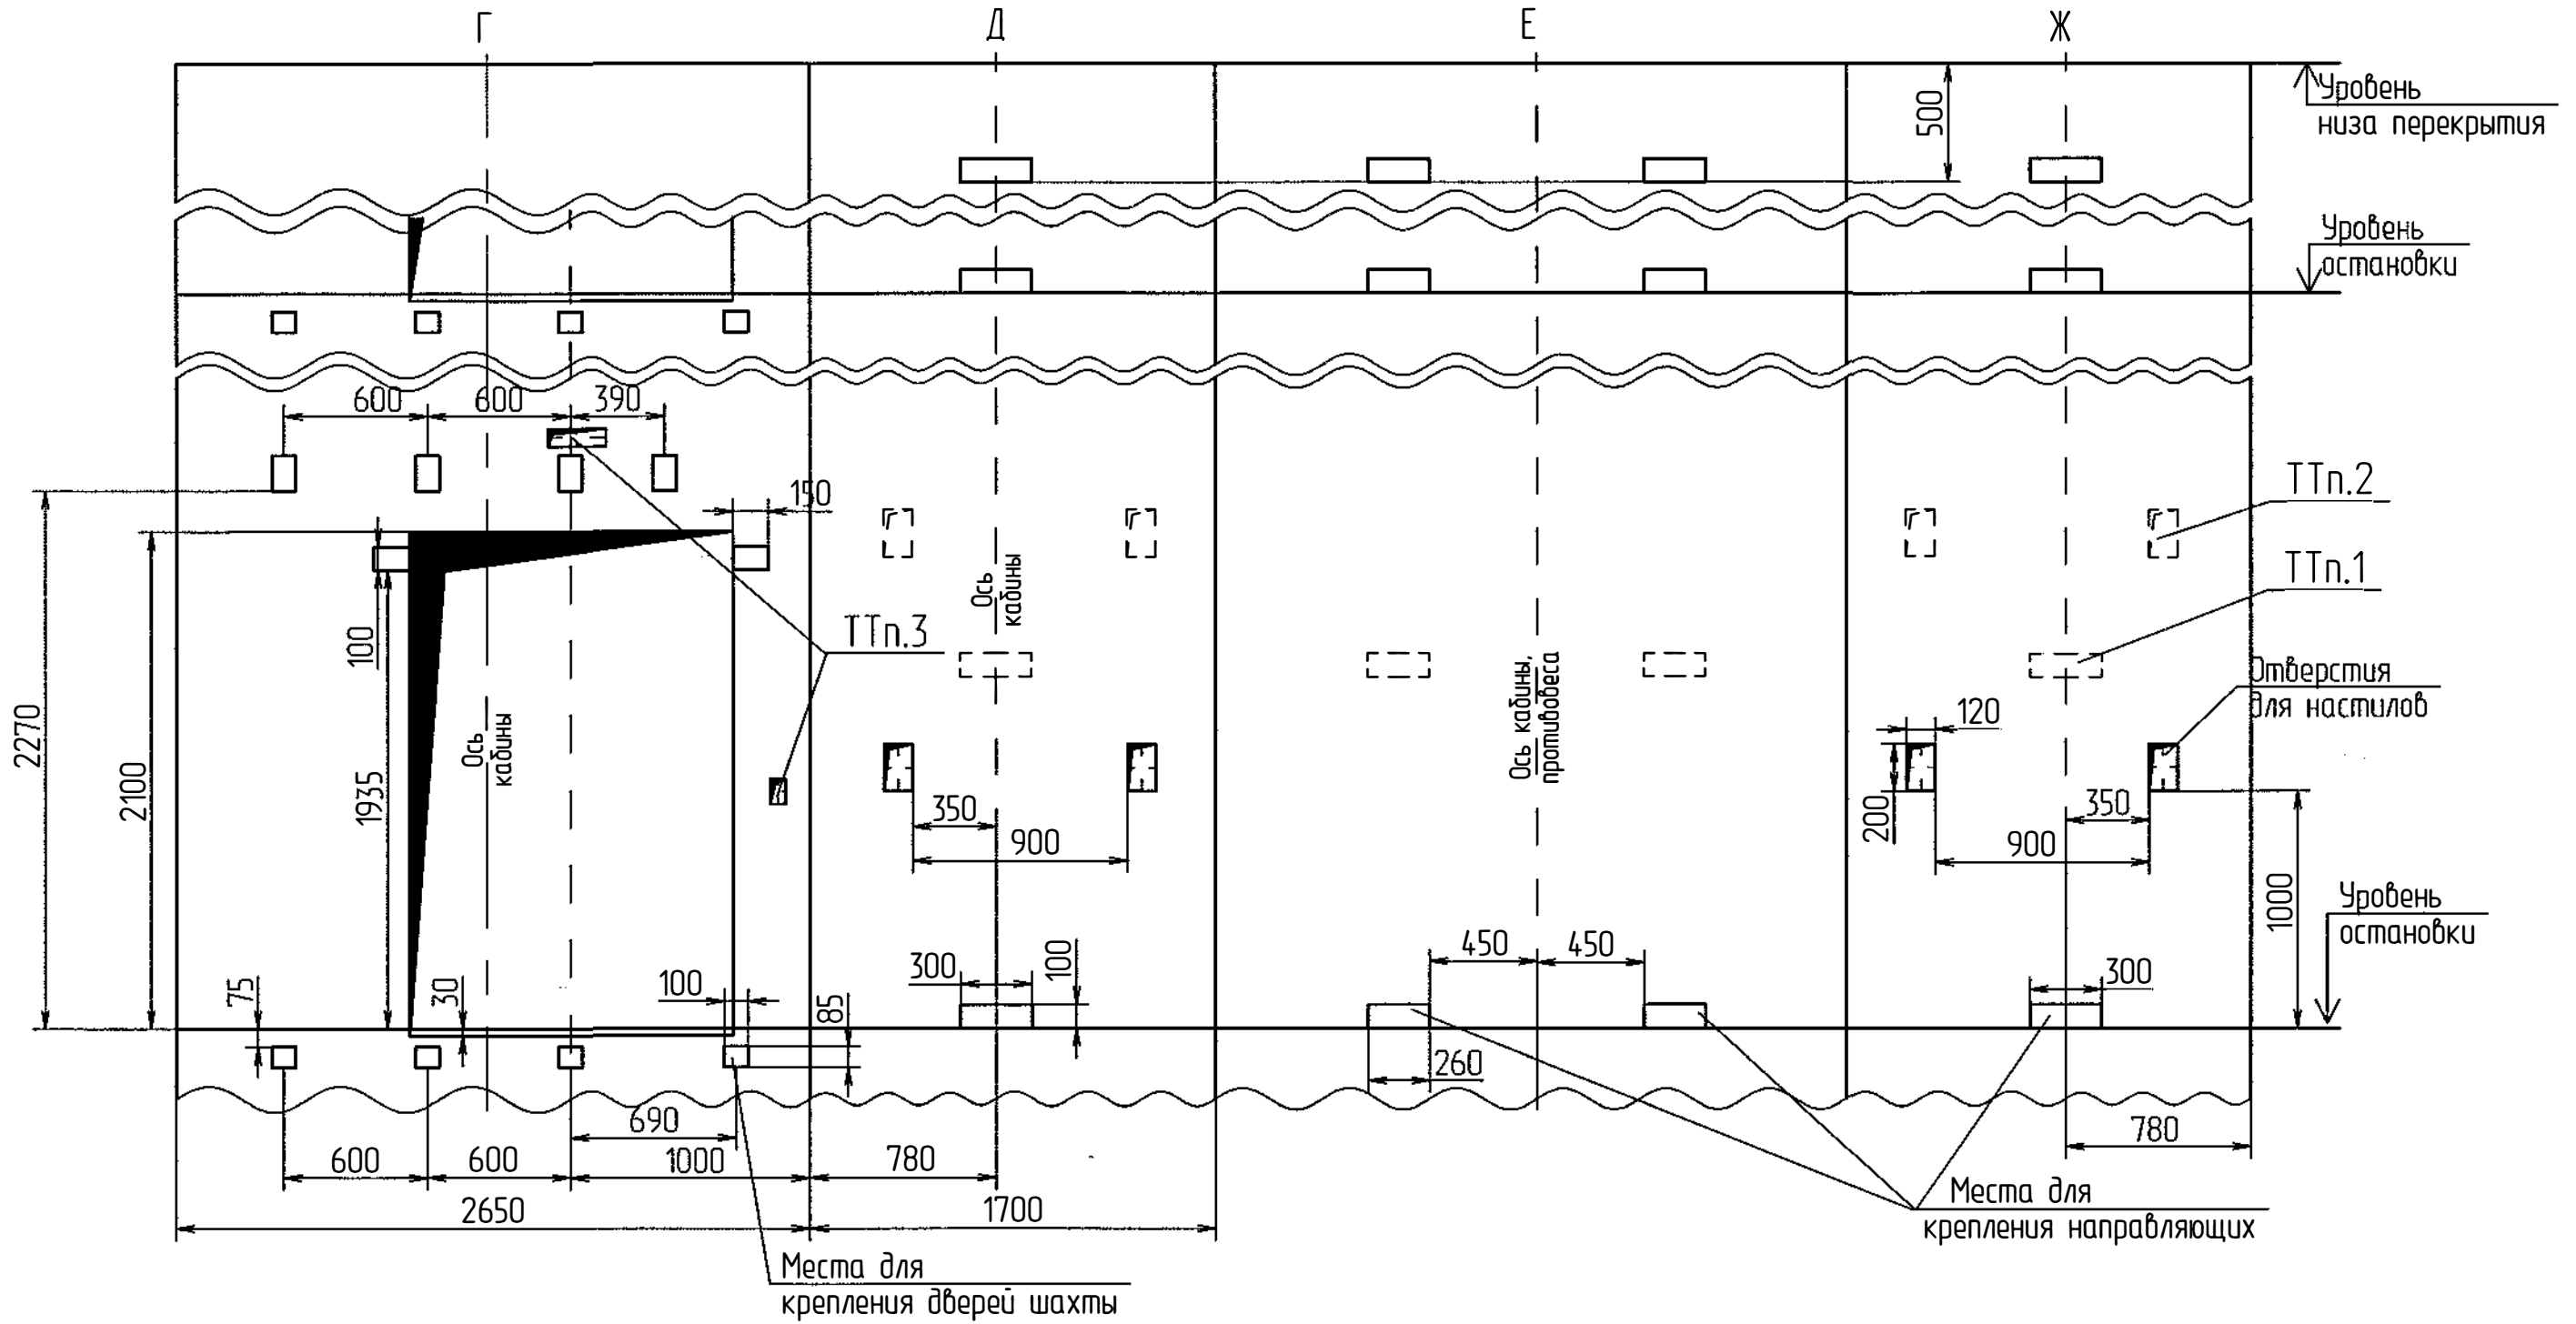 Г
Д
Е
Ж
Уровень
низа перекрытия
500
Уровень
остановки
600
600
390
150
ТТп.2
ТТп.1
ТТп.3
Отверстия
для настилов
Ось
кабины
Ось
кабины
Ось кабины,
противовеса
100
2270
2100
1935
120
200
350
900
350
900
1000
Уровень
остановки
75
30
100
85
300
100
450
450
300
260
690
600
600
1000
780
780
2650
1700
Места для
крепления направляющих
Места для
крепления дверей шахты